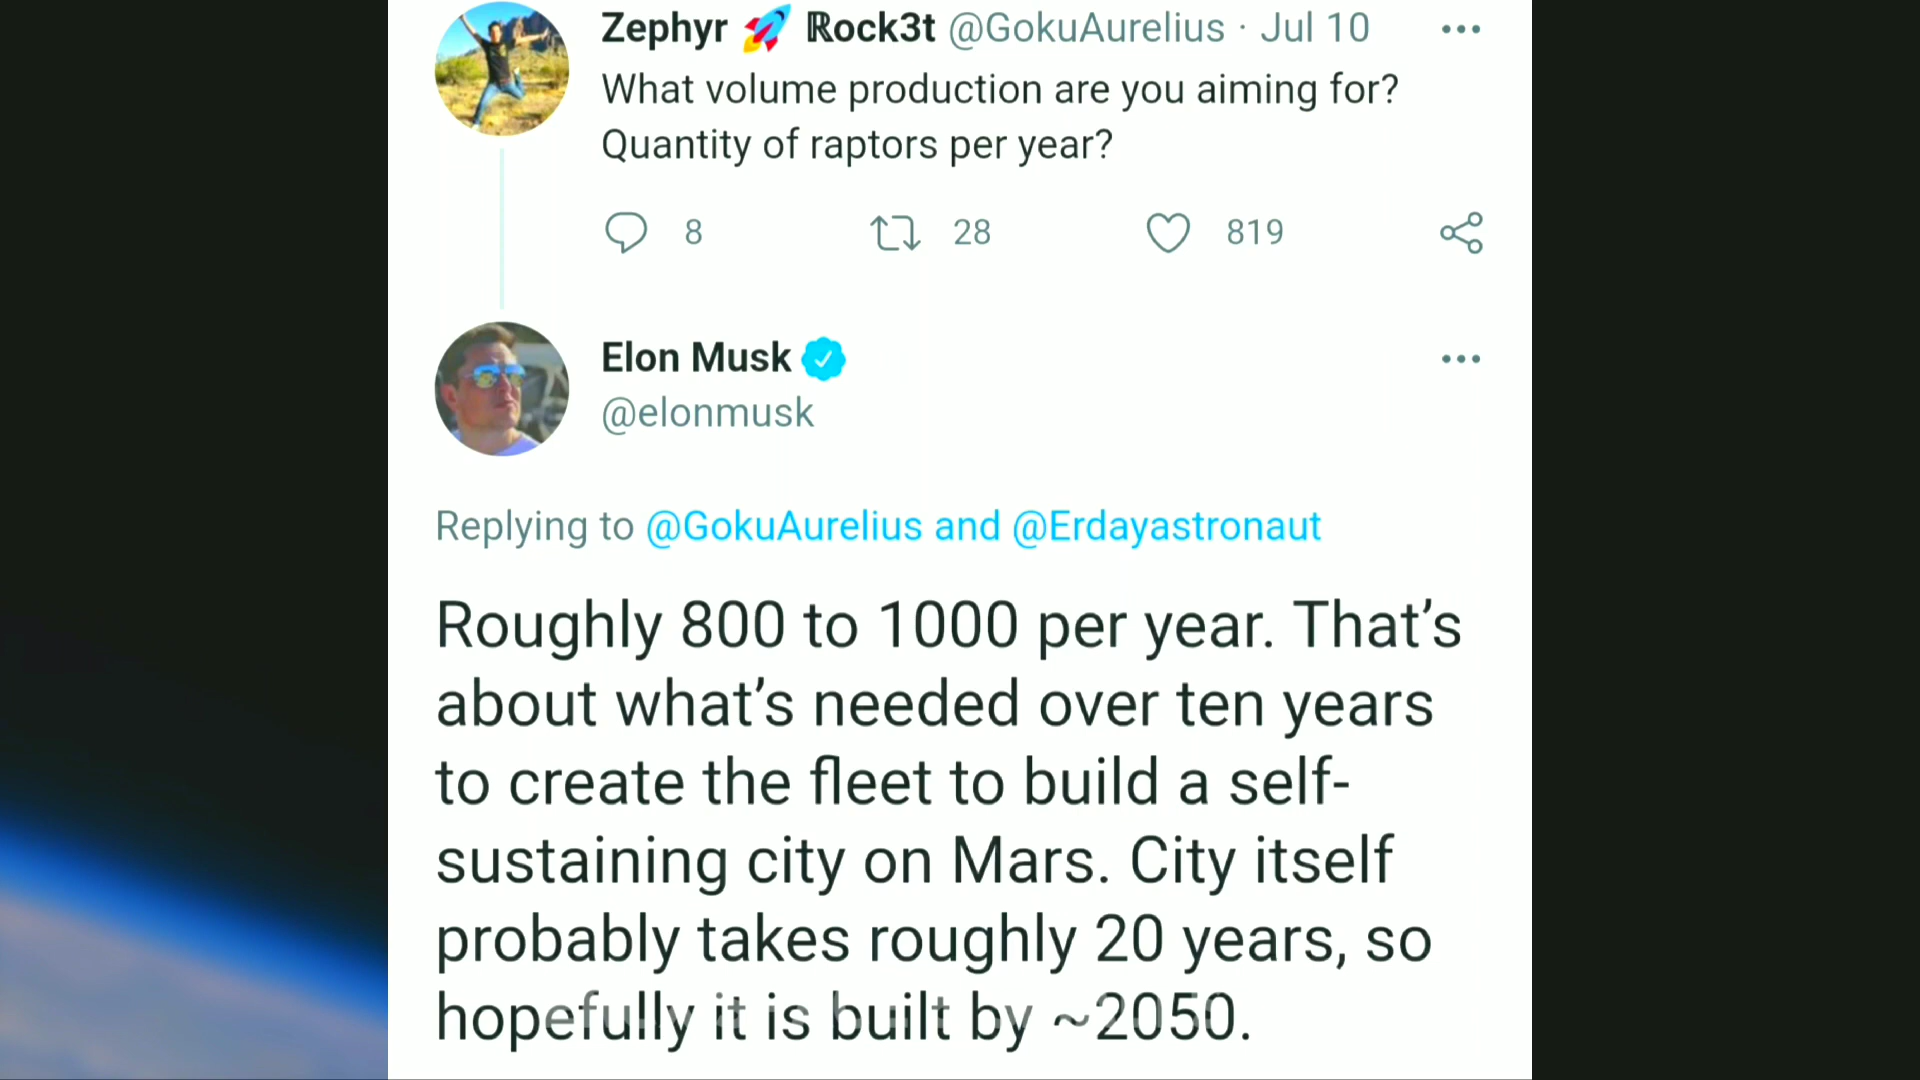 Zephyr 🚀 ℝock3t @GokuAurelius · Jul 10
What volume production are you aiming for?
Quantity of raptors per year?
8 28 819
Elon Musk
@elonmusk
Replying to @GokuAurelius and @Erdayastronaut
Roughly 800 to 1000 per year. That’s
about what’s needed over ten years
to create the fleet to build a self-
sustaining city on Mars. City itself
probably takes roughly 20 years, so
hopefully it is built by ~2050.